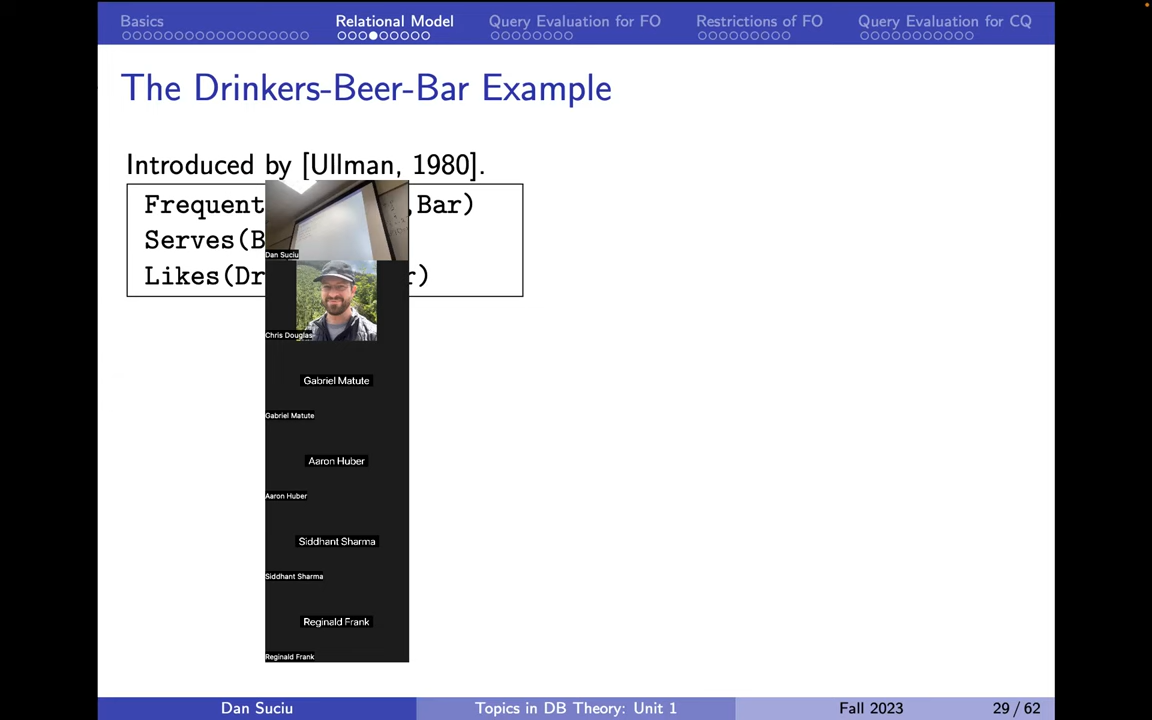 Basics Relational Model Query Evaluation for FO Restrictions of FO Query Evaluation for CQ
The Drinkers-Beer-Bar Example
Introduced by [Ullman, 1980].
Frequent ,Bar)
Serves(B
Likes(Dr r)
Dan Suciu
Chris Douglas
Gabriel Matute
Gabriel Matute
Aaron Huber
Aaron Huber
Siddhant Sharma
Siddhant Sharma
Reginald Frank
Reginald Frank
Dan Suciu Topics in DB Theory: Unit 1 Fall 2023 29 / 62